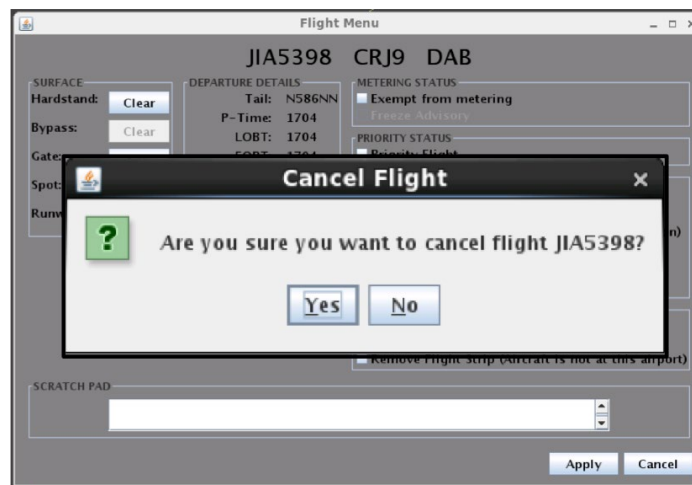 Flight Menu
JIA5398 CRJ9 DAB
SURFACE
Hardstand: Clear
Bypass: Clear
Gate:
Spot:
DEPARTURE DETAILS
Tail: N586NN
P-Time: 1704
LOBT: 1704
METERING STATUS
Exempt from metering
Freeze Advisory
PRIORITY STATUS
Priority Flight
Cancel Flight
Are you sure you want to cancel flight JIA5398?
Yes No
Remove Flight Strip (Aircraft is not at this airport)
SCRATCH PAD
Apply Cancel